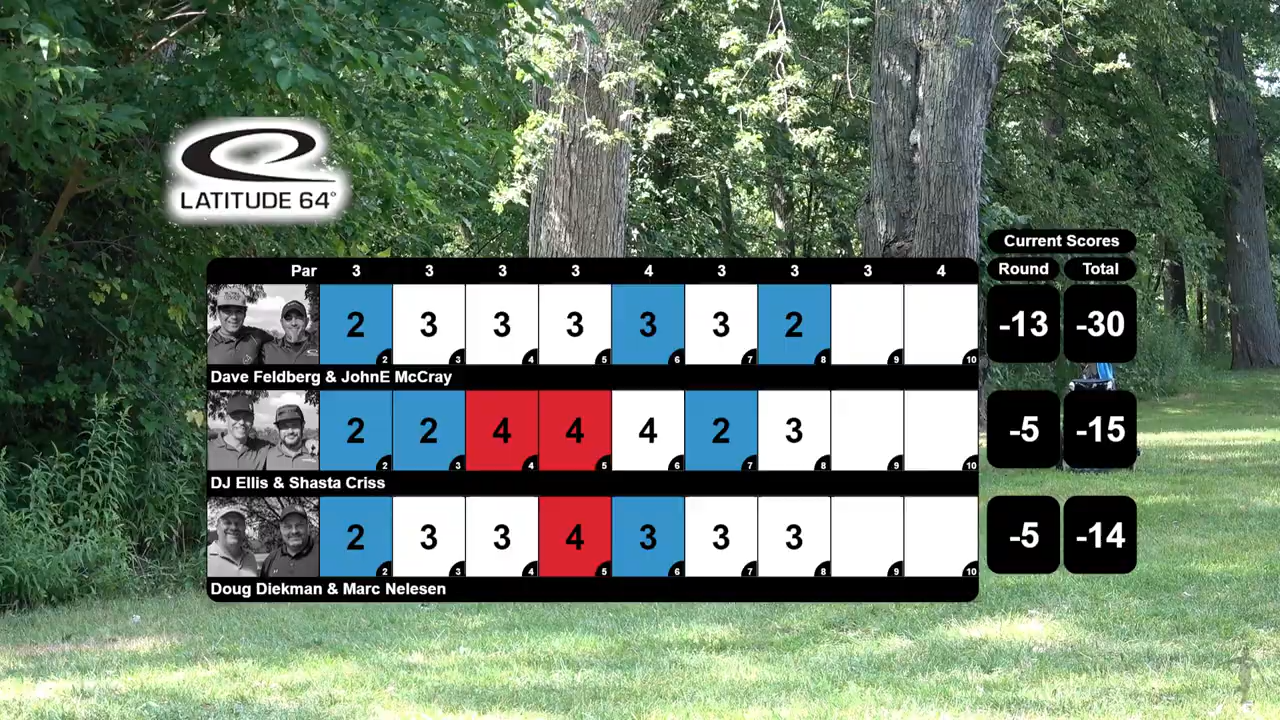 LATITUDE 64°
Current Scores
Par 3 3 3 3 4 3 3 3 4 Round Total
2 3 3 3 3 3 2 -13 -30
2 3 4 5 6 7 8 9 10
Dave Feldberg & JohnE McCray
2 2 4 4 4 2 3 -5 -15
2 3 4 5 6 7 8 9 10
DJ Ellis & Shasta Criss
2 3 3 4 3 3 3 -5 -14
2 3 4 5 6 7 8 9 10
Doug Diekman & Marc Nelesen